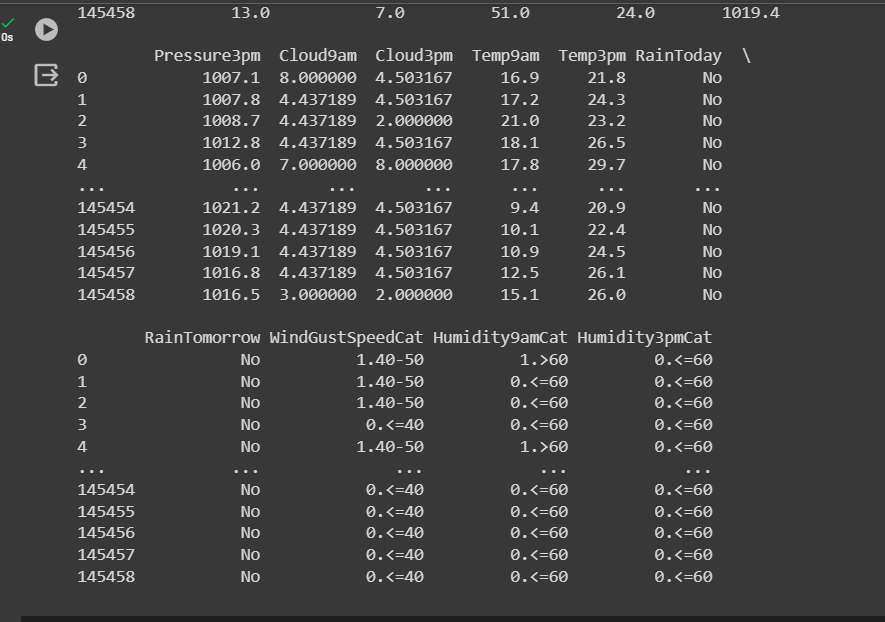 145458 13.0 7.0 51.0 24.0 1019.4
0s
Pressure3pm Cloud9am Cloud3pm Temp9am Temp3pm RainToday \
0 1007.1 8.000000 4.503167 16.9 21.8 No
1 1007.8 4.437189 4.503167 17.2 24.3 No
2 1008.7 4.437189 2.000000 21.0 23.2 No
3 1012.8 4.437189 4.503167 18.1 26.5 No
4 1006.0 7.000000 8.000000 17.8 29.7 No
... ... ... ... ... ... ...
145454 1021.2 4.437189 4.503167 9.4 20.9 No
145455 1020.3 4.437189 4.503167 10.1 22.4 No
145456 1019.1 4.437189 4.503167 10.9 24.5 No
145457 1016.8 4.437189 4.503167 12.5 26.1 No
145458 1016.5 3.000000 2.000000 15.1 26.0 No
RainTomorrow WindGustSpeedCat Humidity9amCat Humidity3pmCat
0 No 1.40-50 1.>60 0.<=60
1 No 1.40-50 0.<=60 0.<=60
2 No 1.40-50 0.<=60 0.<=60
3 No 0.<=40 0.<=60 0.<=60
4 No 1.40-50 1.>60 0.<=60
... ... ... ... ...
145454 No 0.<=40 0.<=60 0.<=60
145455 No 0.<=40 0.<=60 0.<=60
145456 No 0.<=40 0.<=60 0.<=60
145457 No 0.<=40 0.<=60 0.<=60
145458 No 0.<=40 0.<=60 0.<=60